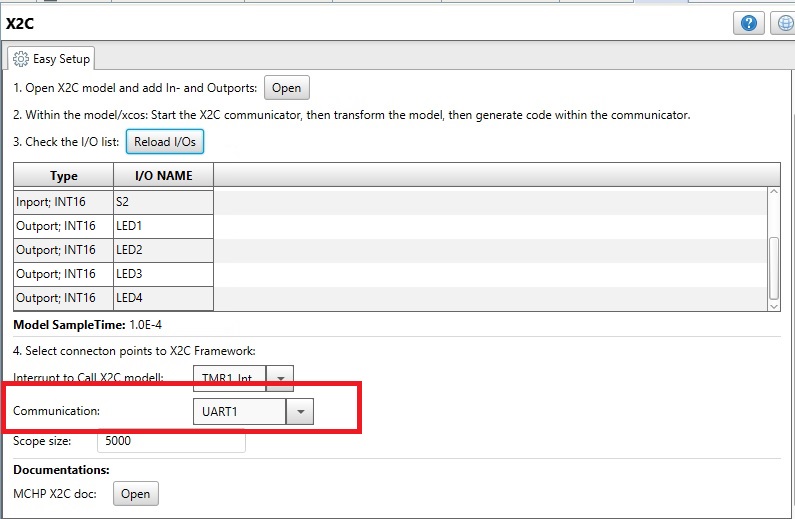 X2C
Easy Setup
1. Open X2C model and add In- and Outports: Open
2. Within the model/xcos: Start the X2C communicator, then transform the model, then generate code within the communicator.
3. Check the I/O list: Reload I/Os
Type I/O NAME
Inport; INT16 S2
Outport; INT16 LED1
Outport; INT16 LED2
Outport; INT16 LED3
Outport; INT16 LED4
Model SampleTime: 1.0E-4
4. Select connecton points to X2C Framework:
Interrupt to Call X2C modell: TMR1_Int
Communication: UART1
Scope size: 5000
Documentations:
MCHP X2C doc: Open